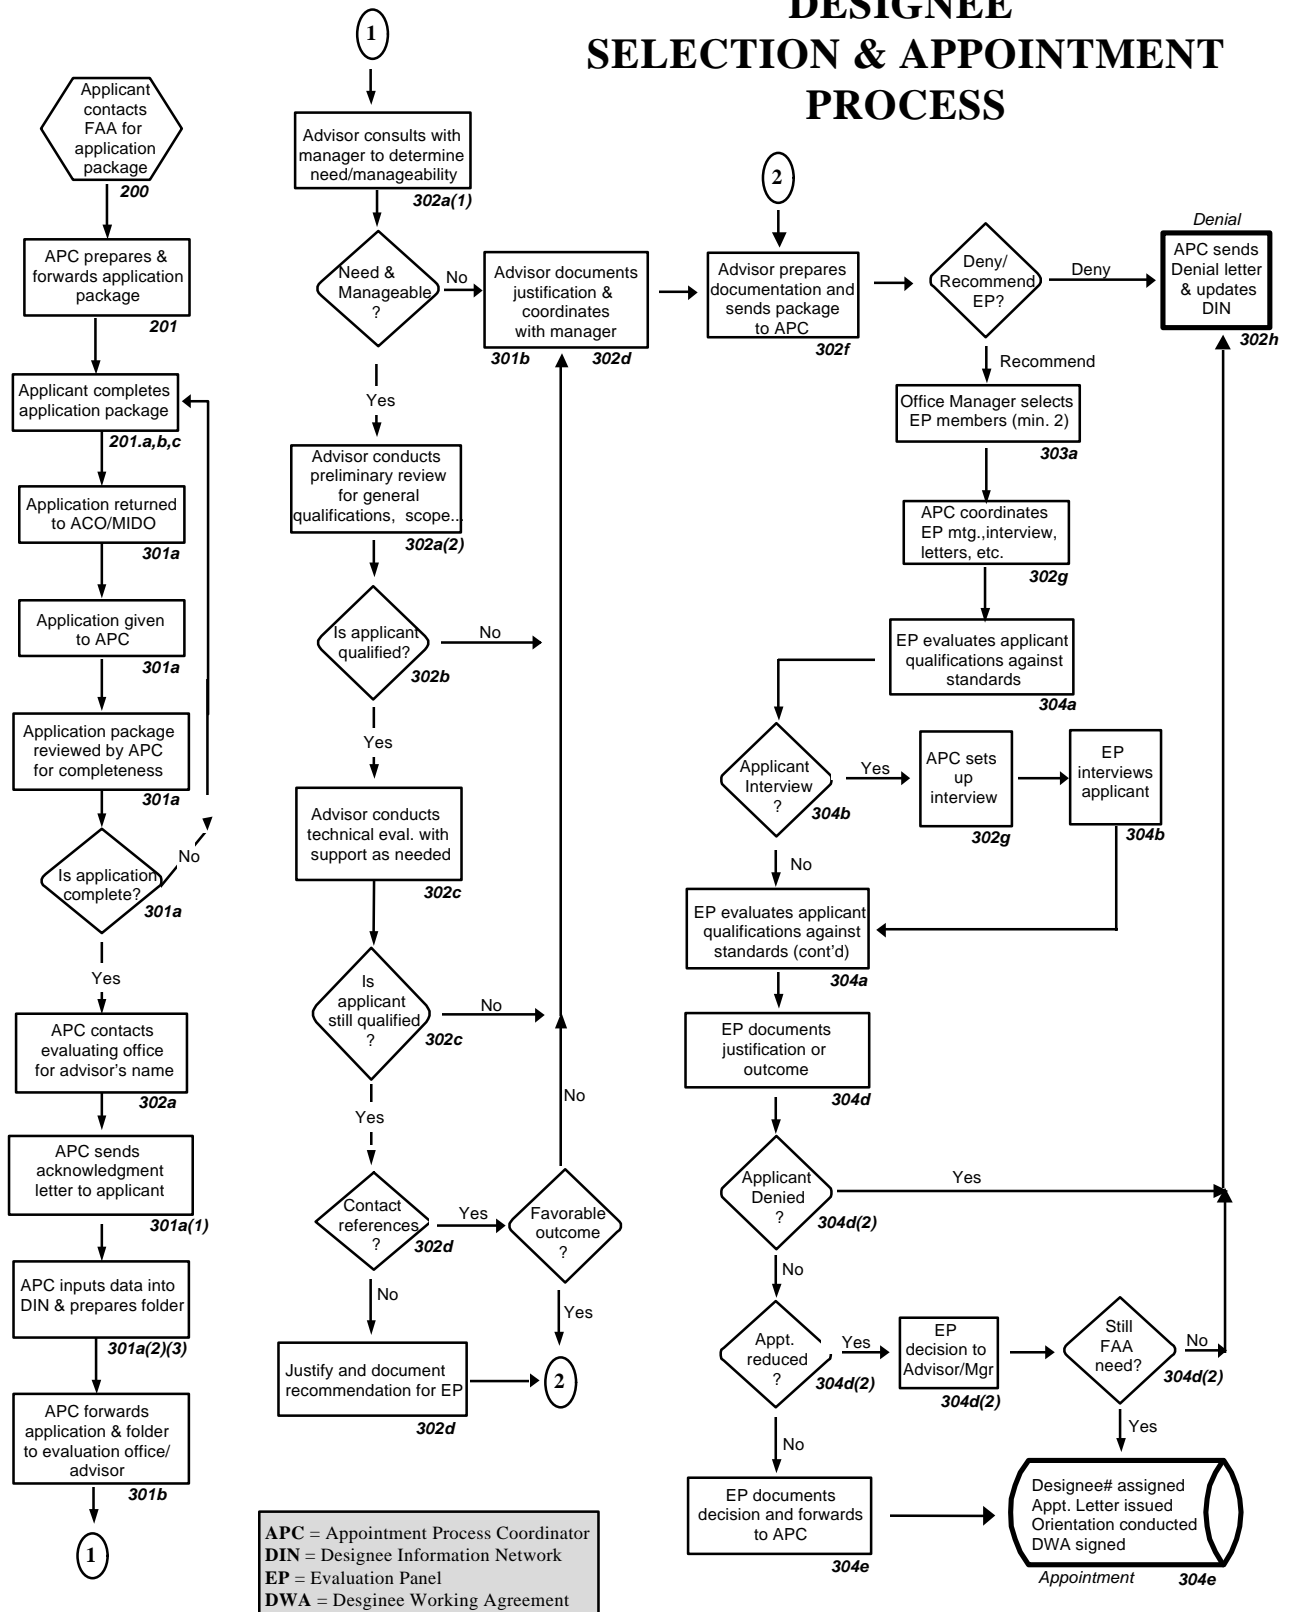 DESIGNEE
SELECTION & APPOINTMENT
PROCESS
Applicant
contacts
FAA for
application
package
200
APC prepares &
forwards application
package
201
Applicant completes
application package
201.a,b,c
Application returned
to ACO/MIDO
301a
Application given
to APC
301a
Application package
reviewed by APC
for completeness
301a
Is application
complete?
301a
No
Yes
APC contacts
evaluating office
for advisor's name
302a
APC sends
acknowledgment
letter to applicant
301a(1)
APC inputs data into
DIN & prepares folder
301a(2)(3)
APC forwards
application & folder
to evaluation office/
advisor
301b
1
1
Advisor consults with
manager to determine
need/manageability
302a(1)
Need &
Manageable
?
No
Yes
Advisor documents
justification &
coordinates
with manager
301b
302d
Advisor conducts
preliminary review
for general
qualifications, scope...
302a(2)
Is applicant
qualified?
302b
No
Yes
Advisor conducts
technical eval. with
support as needed
302c
Is
applicant
still qualified
?
302c
No
Yes
Contact
references
?
302d
Yes
No
Favorable
outcome
?
No
Yes
Justify and document
recommendation for EP
302d
2
APC = Appointment Process Coordinator
DIN = Designee Information Network
EP = Evaluation Panel
DWA = Desginee Working Agreement
2
Advisor prepares
documentation and
sends package
to APC
302f
Deny/
Recommend
EP?
Deny
Recommend
Denial
APC sends
Denial letter
& updates
DIN
302h
Office Manager selects
EP members (min. 2)
303a
APC coordinates
EP mtg.,interview,
letters, etc.
302g
EP evaluates applicant
qualifications against
standards
304a
Applicant
Interview
?
304b
Yes
No
APC sets
up
interview
302g
EP
interviews
applicant
304b
EP evaluates applicant
qualifications against
standards (cont'd)
304a
EP documents
justification or
outcome
304d
Applicant
Denied
?
304d(2)
Yes
No
Appt.
reduced
?
304d(2)
Yes
No
EP
decision to
Advisor/Mgr
304d(2)
Still
FAA
need?
304d(2)
No
Yes
EP documents
decision and forwards
to APC
304e
Designee# assigned
Appt. Letter issued
Orientation conducted
DWA signed
Appointment
304e